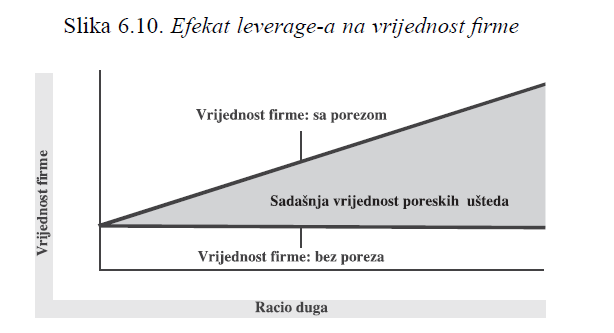 Slika 6.10. Efekat leverage-a na vrijednost firme
Vrijednost firme: sa porezom
Sadašnja vrijednost poreskih ušteda
Vrijednost firme: bez poreza
Vrijednost firme
Racio duga